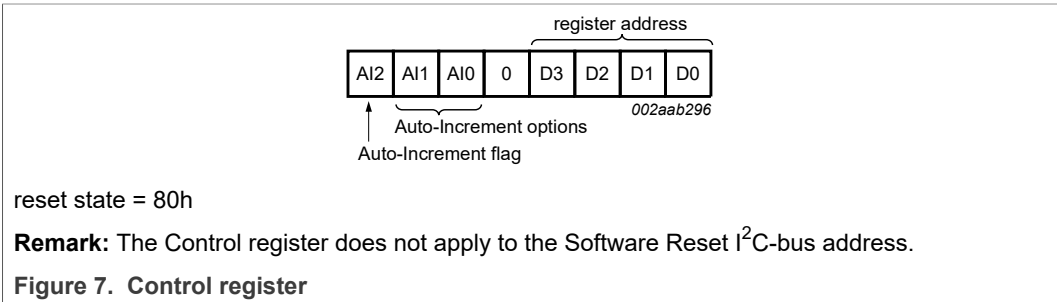 register address
AI2 AI1 AI0 0 D3 D2 D1 D0
002aab296
Auto-Increment options
Auto-Increment flag
reset state = 80h
Remark: The Control register does not apply to the Software Reset I²C-bus address.
Figure 7. Control register